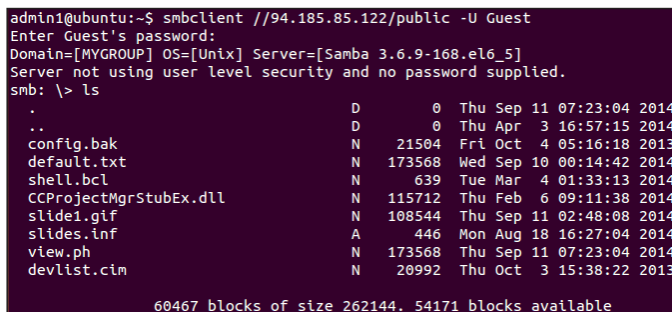 admin1@ubuntu:~$ smbclient //94.185.85.122/public -U Guest
Enter Guest's password:
Domain=[MYGROUP] OS=[Unix] Server=[Samba 3.6.9-168.el6_5]
Server not using user level security and no password supplied.
smb: \> ls
. D 0 Thu Sep 11 07:23:04 2014
.. D 0 Thu Apr 3 16:57:15 2014
config.bak N 21504 Fri Oct 4 05:16:18 2013
default.txt N 173568 Wed Sep 10 00:14:42 2014
shell.bcl N 639 Tue Mar 4 01:33:13 2014
CCProjectMgrStubEx.dll N 115712 Thu Feb 6 09:11:38 2014
slide1.gif N 108544 Thu Sep 11 02:48:08 2014
slides.inf A 446 Mon Aug 18 16:27:04 2014
view.ph N 173568 Thu Sep 11 07:23:04 2014
devlist.cim N 20992 Thu Oct 3 15:38:22 2013
60467 blocks of size 262144. 54171 blocks available